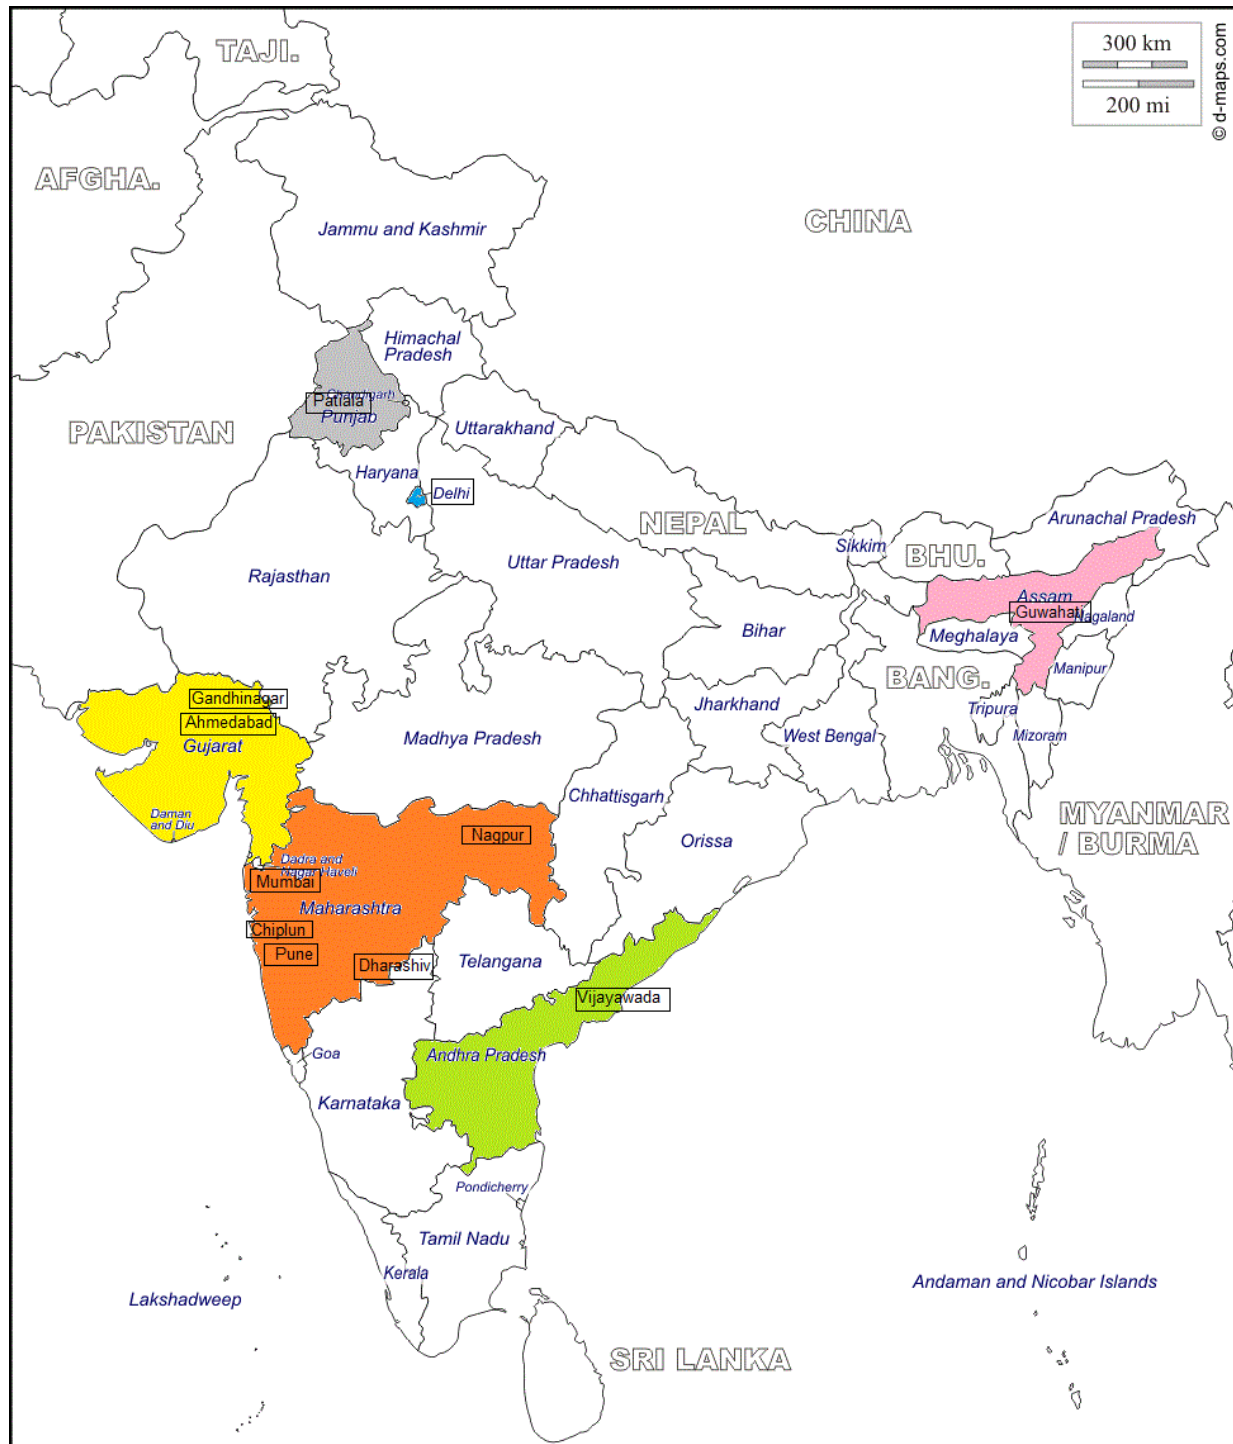 TAJI.
300 km
200 mi
© d-maps.com
AFGHA.
CHINA
Jammu and Kashmir
Himachal
Pradesh
Chandigarh
Patiala
Punjab
PAKISTAN
Uttarakhand
Haryana
Delhi
NEPAL
Arunachal Pradesh
Sikkim
BHU.
Uttar Pradesh
Rajasthan
Assam
Guwahati
Nagaland
Bihar
Meghalaya
Manipur
BANG.
Gandhinagar
Ahmedabad
Gujarat
Jharkhand
Tripura
Mizoram
Madhya Pradesh
West Bengal
Chhattisgarh
Daman
and Diu
MYANMAR
/ BURMA
Nagpur
Orissa
Dadra and
Nagar Haveli
Mumbai
Maharashtra
Chiplun
Pune
Dharashiv
Telangana
Vijayawada
Goa
Andhra Pradesh
Karnataka
Pondicherry
Tamil Nadu
Kerala
Lakshadweep
Andaman and Nicobar Islands
SRI LANKA